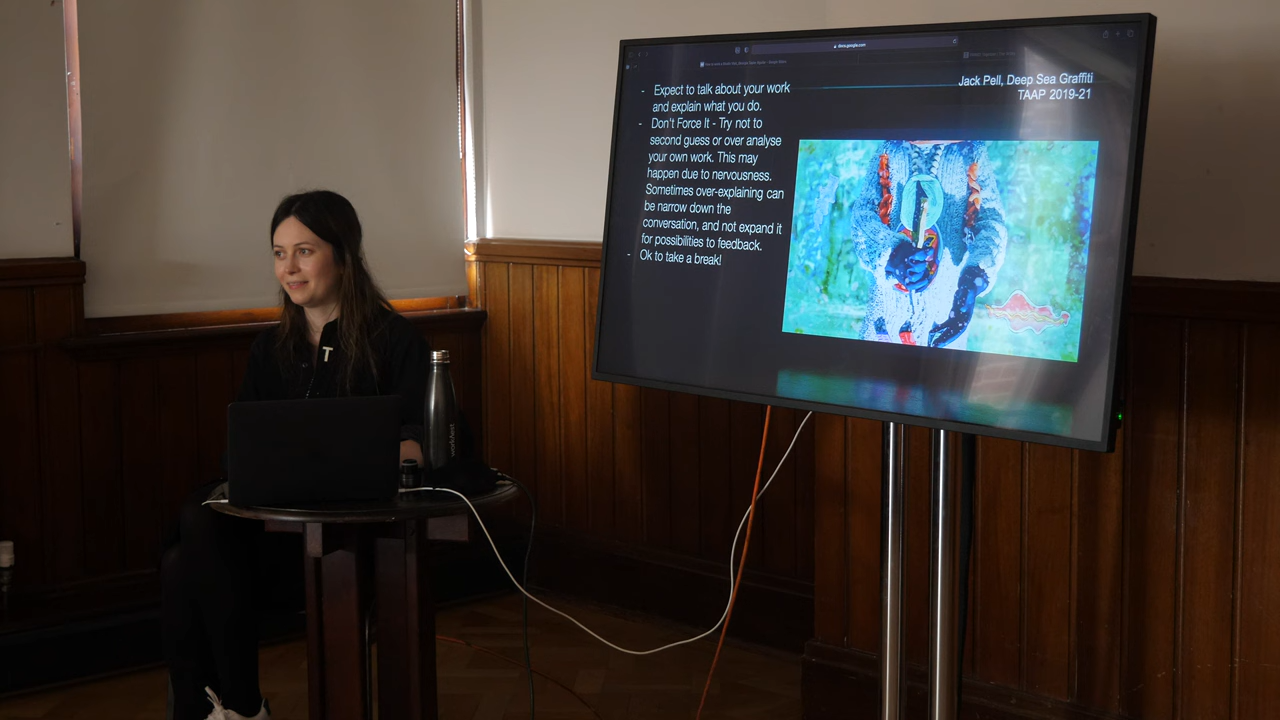 docs.google.com
- Expect to talk about your work
and explain what you do.
- Don't Force It - Try not to
second guess or over analyse
your own work. This may
happen due to nervousness.
Sometimes over-explaining can
be narrow down the
conversation, and not expand it
for possibilities to feedback.
- Ok to take a break!
Jack Pell, Deep Sea Graffiti
TAAP 2019-21
T